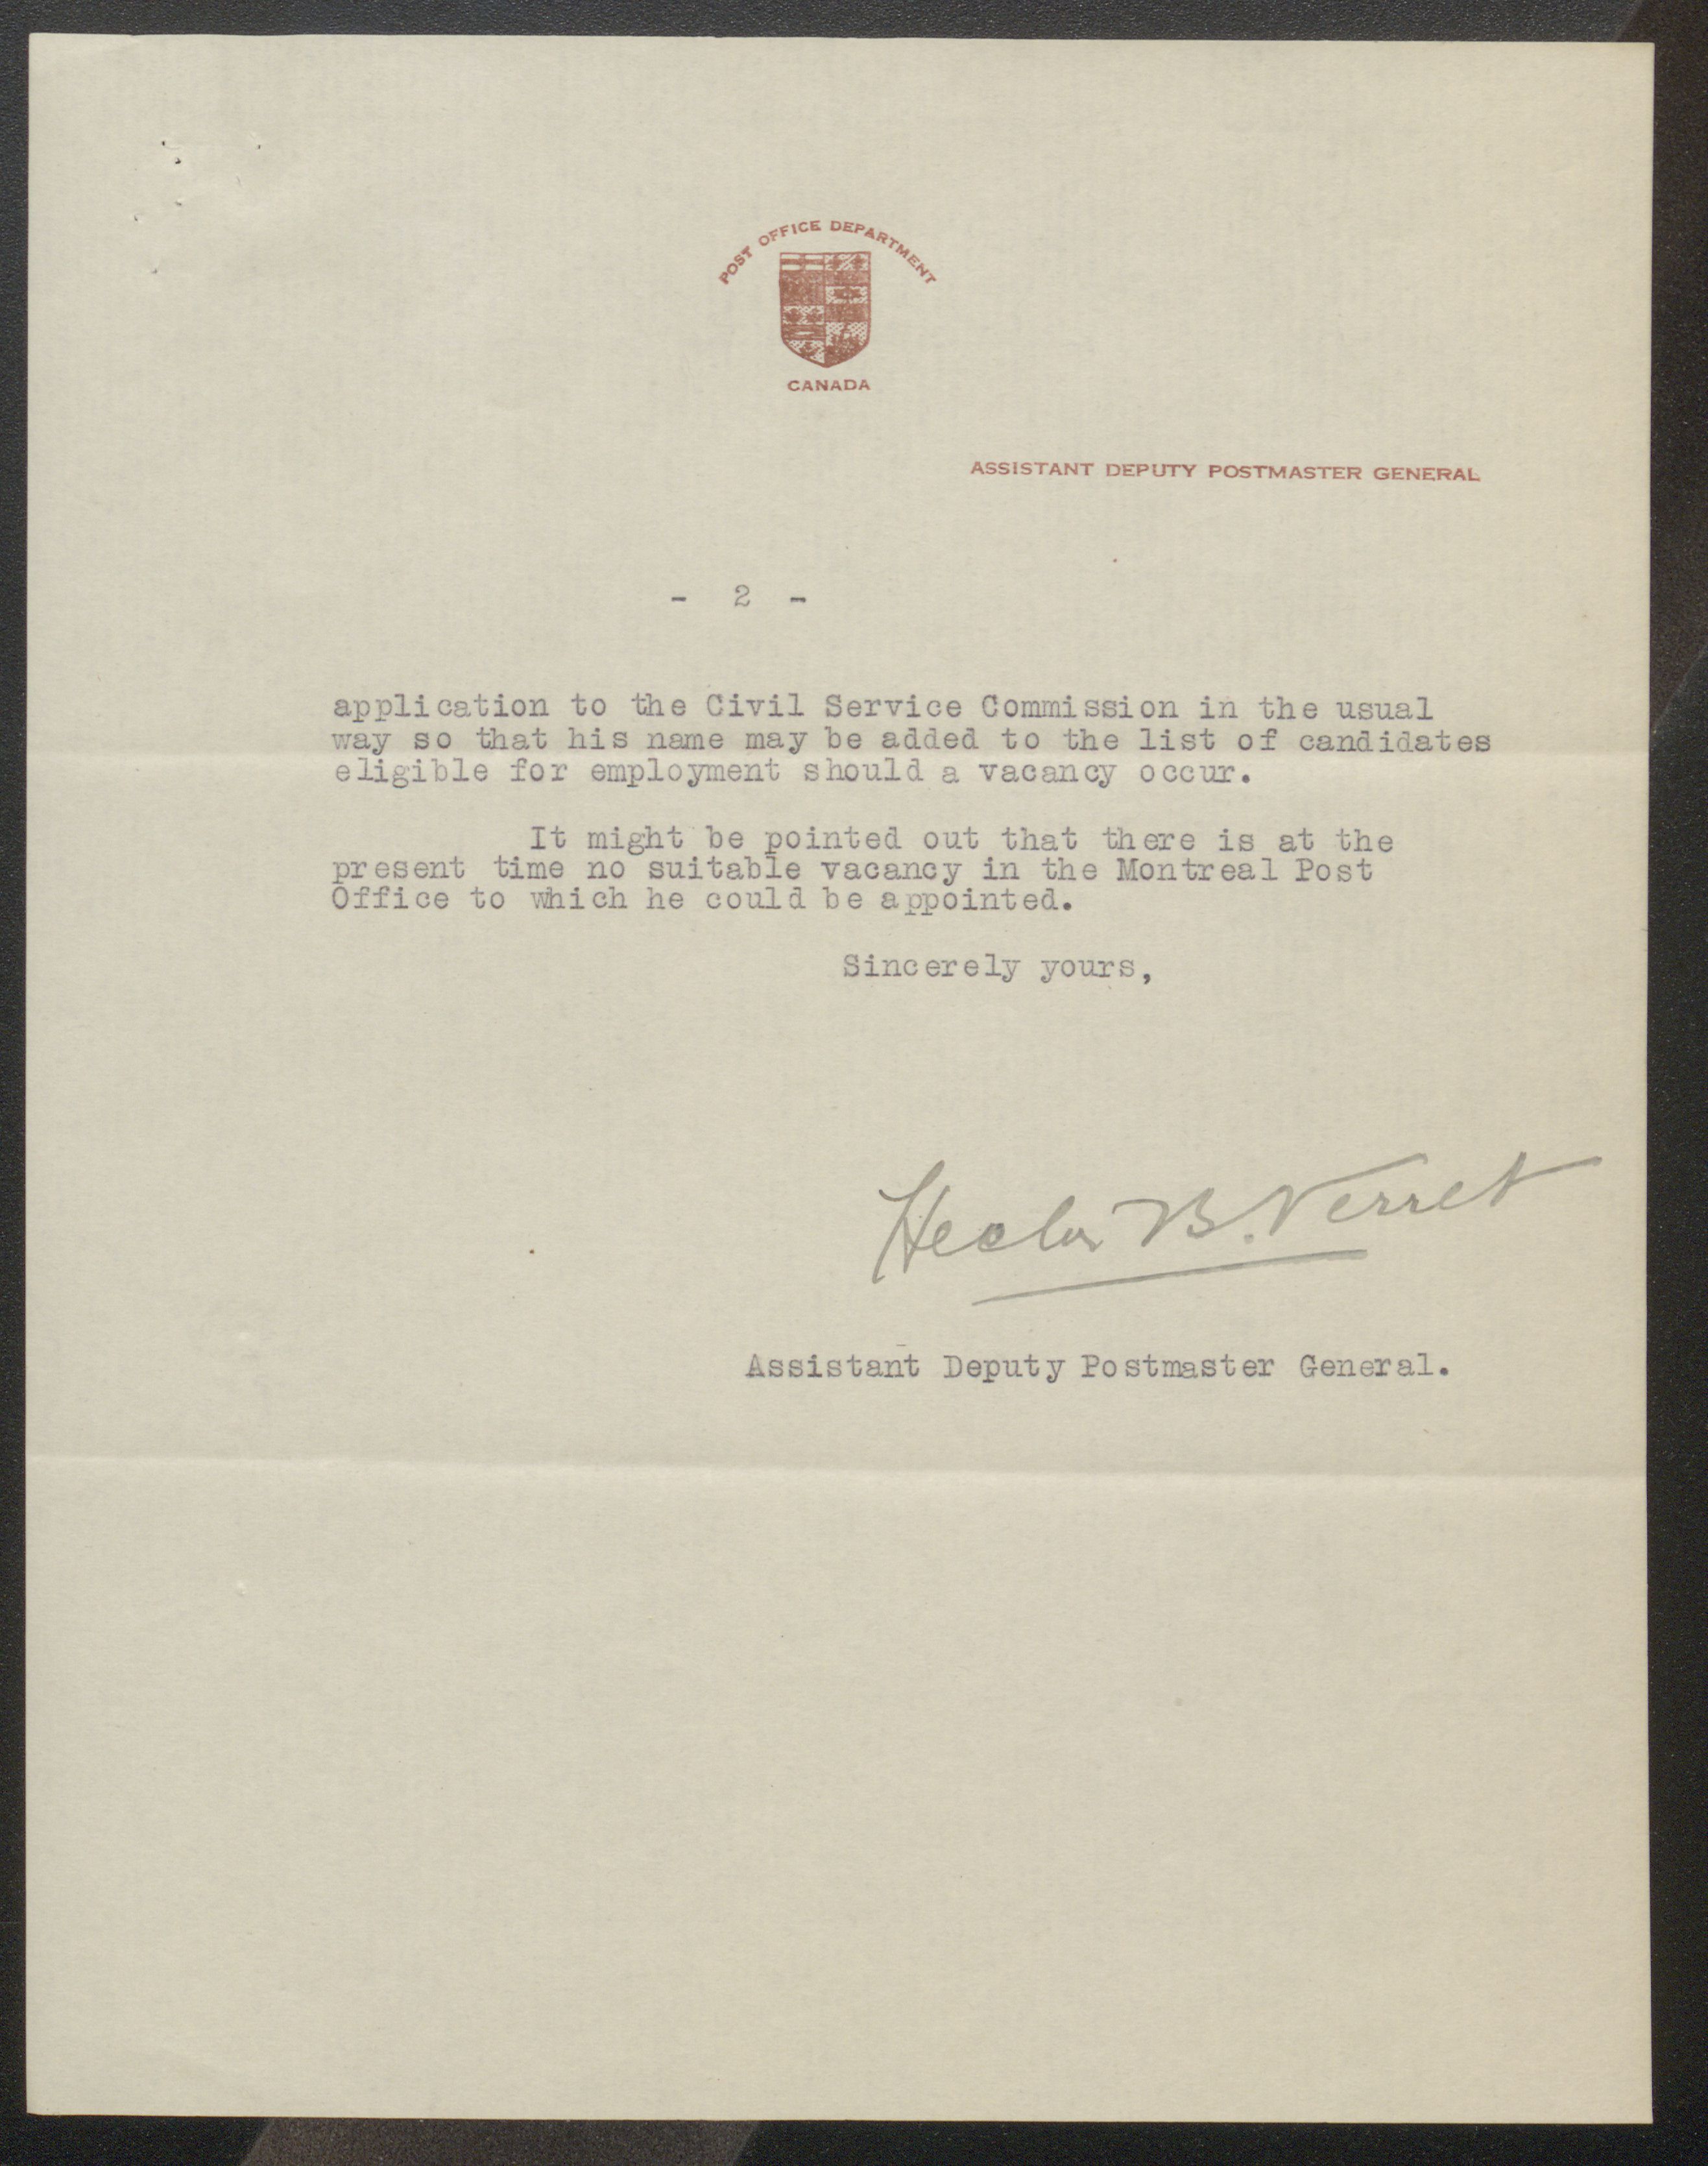 POST OFFICE DEPARTMENT
CANADA
ASSISTANT DEPUTY POSTMASTER GENERAL
- 2 -
application to the Civil Service Commission in the usual
way so that his name may be added to the list of candidates
eligible for employment should a vacancy occur.
It might be pointed out that there is at the
present time no suitable vacancy in the Montreal Post
Office to which he could be appointed.
Sincerely yours,
Hector B. Verret
Assistant Deputy Postmaster General.